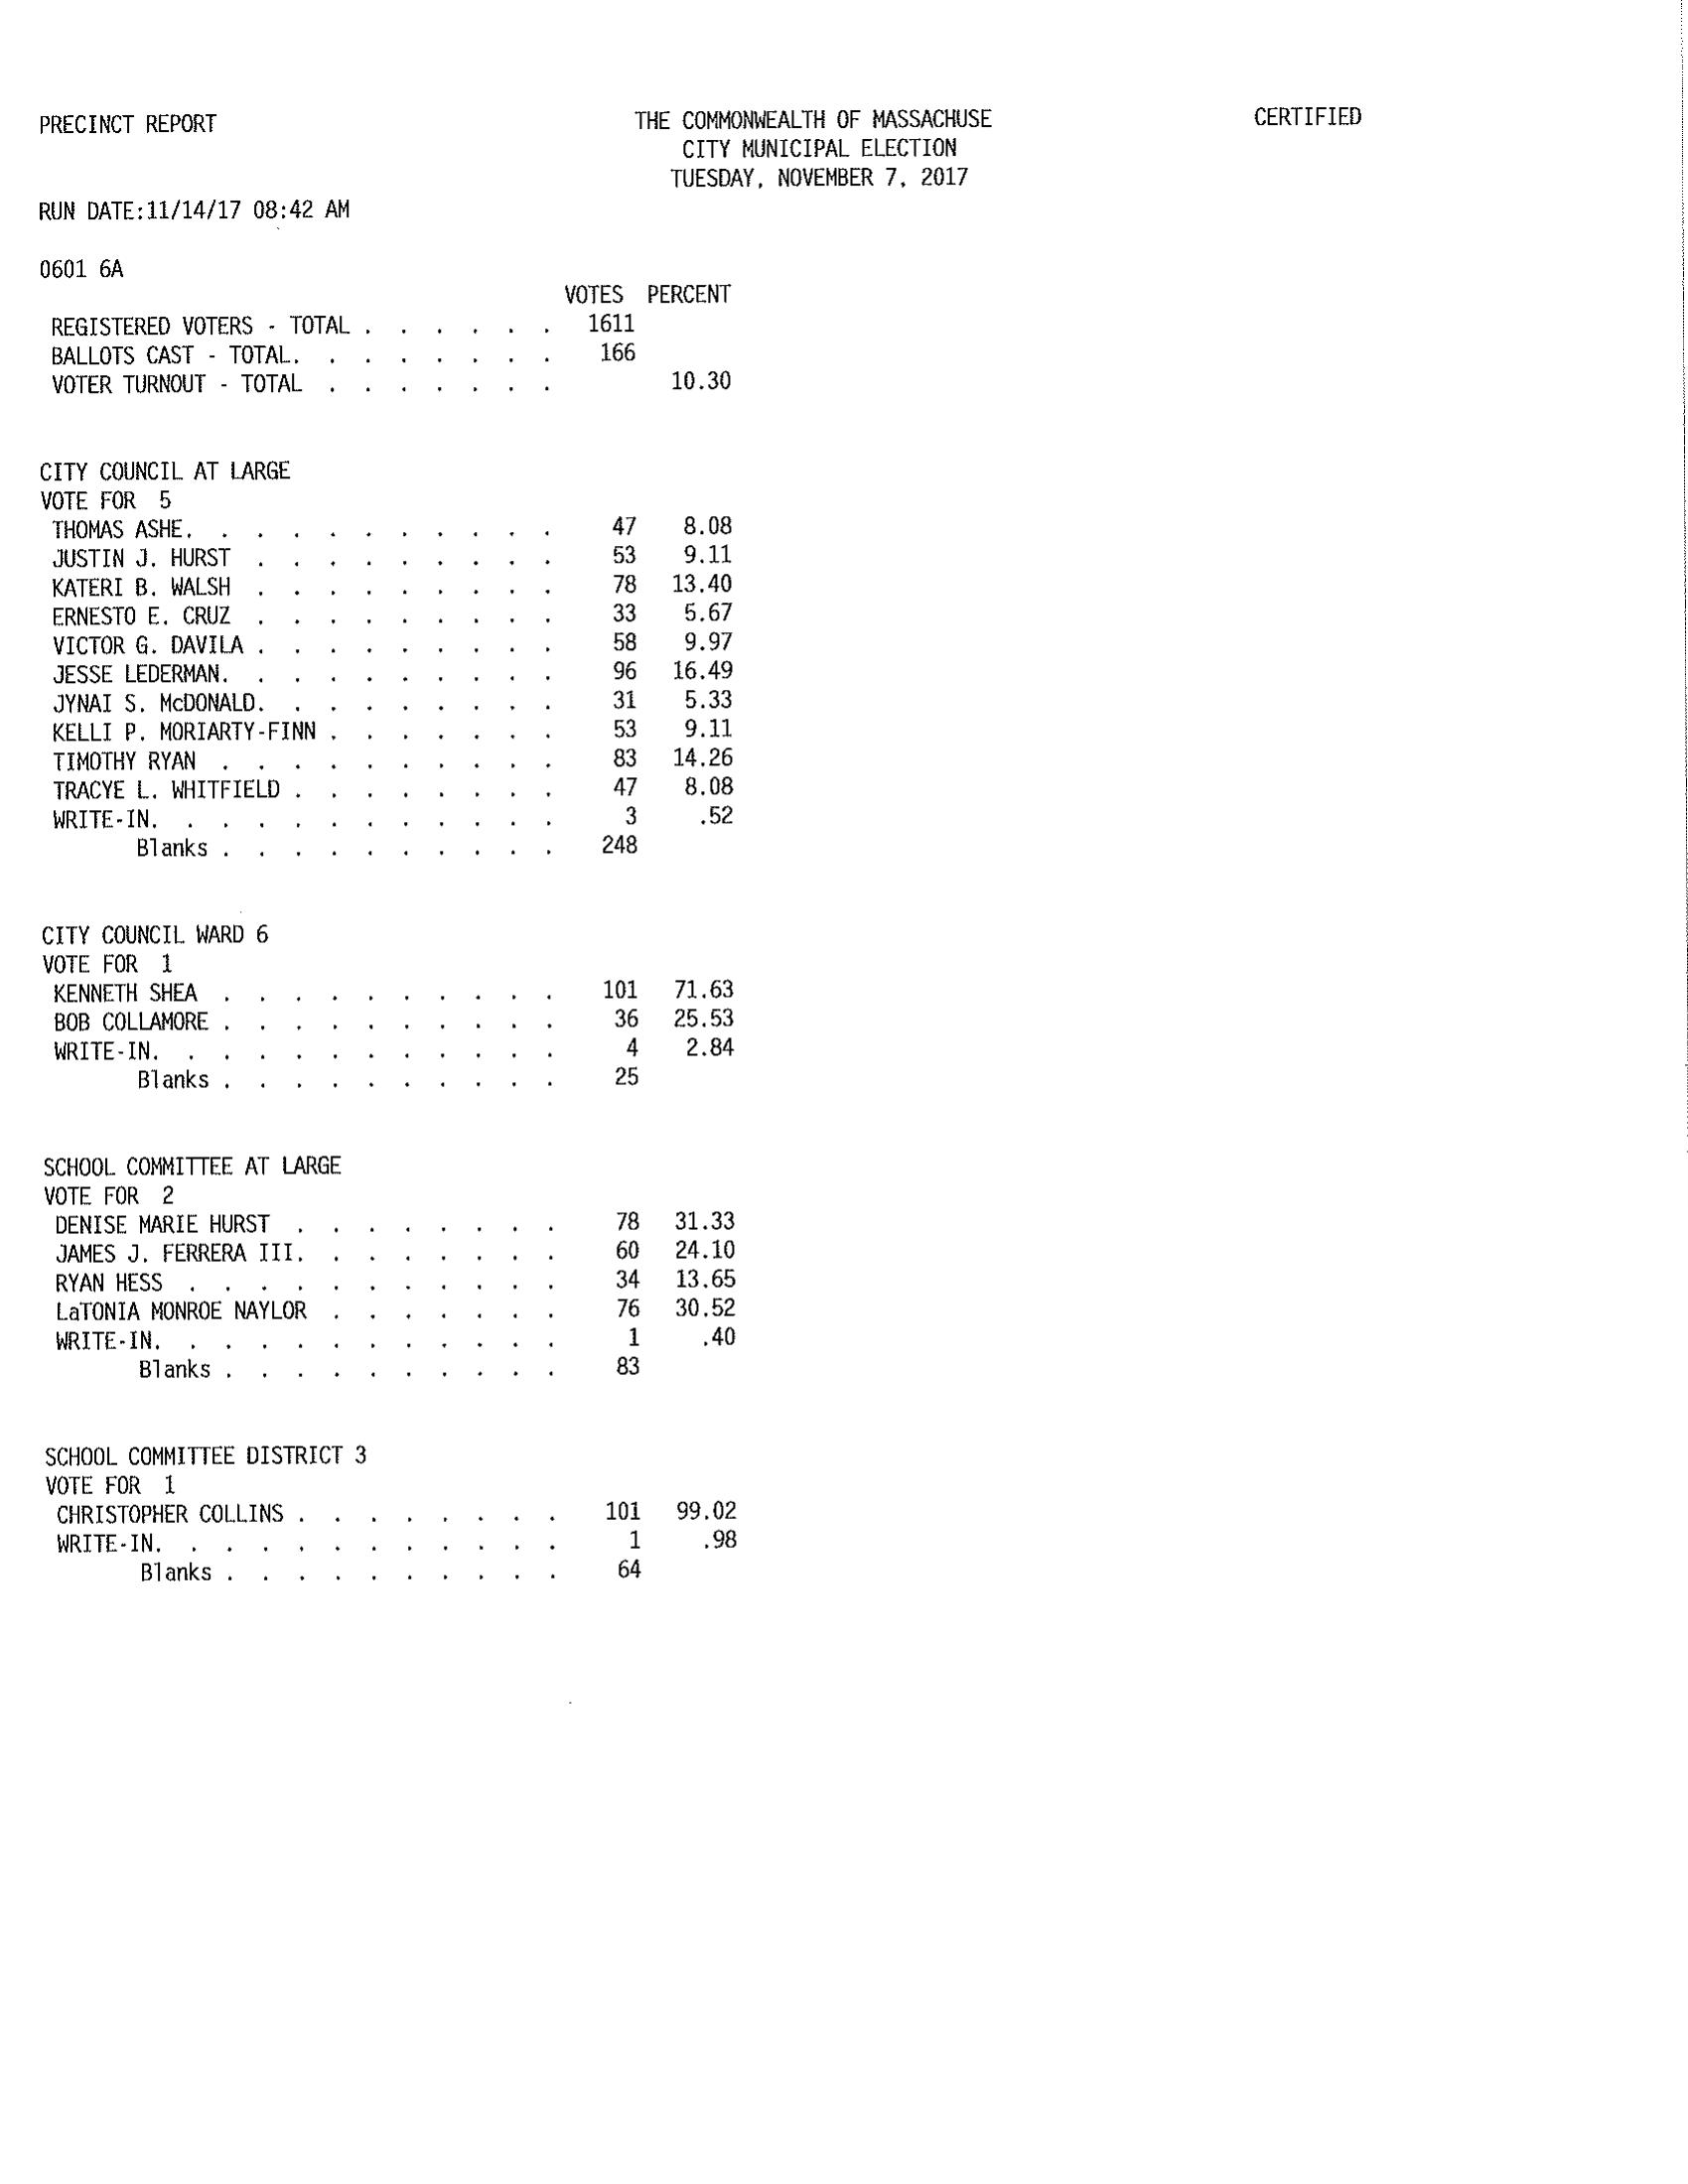 PRECINCT REPORT THE COMMONWEALTH OF MASSACHUSE CERTIFIED
CITY MUNICIPAL ELECTION
TUESDAY, NOVEMBER 7, 2017
RUN DATE:11/14/17 08:42 AM
0601 6A
VOTES PERCENT
REGISTERED VOTERS - TOTAL . . . . . . 1611
BALLOTS CAST - TOTAL. . . . . . . . 166
VOTER TURNOUT - TOTAL . . . . . . . 10.30
CITY COUNCIL AT LARGE
VOTE FOR 5
THOMAS ASHE. . . . . . . . . . . 47 8.08
JUSTIN J. HURST . . . . . . . . . 53 9.11
KATERI B. WALSH . . . . . . . . . 78 13.40
ERNESTO E. CRUZ . . . . . . . . . 33 5.67
VICTOR G. DAVILA . . . . . . . . . 58 9.97
JESSE LEDERMAN. . . . . . . . . . 96 16.49
JYNAI S. McDONALD. . . . . . . . . 31 5.33
KELLI P. MORIARTY-FINN . . . . . . . 53 9.11
TIMOTHY RYAN . . . . . . . . . . 83 14.26
TRACYE L. WHITFIELD . . . . . . . . 47 8.08
WRITE-IN. . . . . . . . . . . . 3 .52
Blanks . . . . . . . . . . 248
CITY COUNCIL WARD 6
VOTE FOR 1
KENNETH SHEA . . . . . . . . . . 101 71.63
BOB COLLAMORE . . . . . . . . . . 36 25.53
WRITE-IN. . . . . . . . . . . . 4 2.84
Blanks . . . . . . . . . . 25
SCHOOL COMMITTEE AT LARGE
VOTE FOR 2
DENISE MARIE HURST . . . . . . . . 78 31.33
JAMES J. FERRERA III. . . . . . . . 60 24.10
RYAN HESS . . . . . . . . . . . 34 13.65
LaTONIA MONROE NAYLOR . . . . . . . 76 30.52
WRITE-IN. . . . . . . . . . . . 1 .40
Blanks . . . . . . . . . . 83
SCHOOL COMMITTEE DISTRICT 3
VOTE FOR 1
CHRISTOPHER COLLINS . . . . . . . . 101 99.02
WRITE-IN. . . . . . . . . . . . 1 .98
Blanks . . . . . . . . . . 64